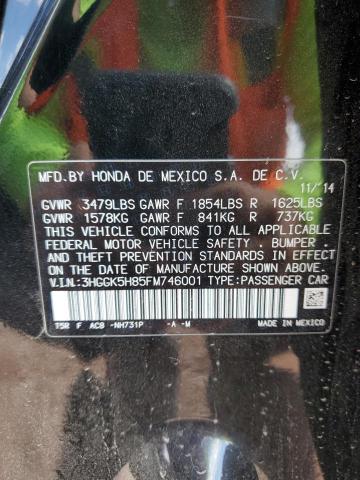 MFD.BY HONDA DE MEXICO S.A. DE C.V.
11/14
GVWR 3479LBS GAWR F 1854LBS R 1625LBS
GVWR 1578KG GAWR F 841KG R 737KG
THIS VEHICLE CONFORMS TO ALL APPLICABLE
FEDERAL MOTOR VEHICLE SAFETY . BUMPER . AND
THEFT PREVENTION STANDARDS IN EFFECT ON
THE DATE OF MANUFACTURE SHOWN ABOVE.
V.I.N.:3HGGK5H85FM746001 TYPE:PASSENGER CAR
T5R F AC8 -NH731P -A -M
MADE IN MEXICO